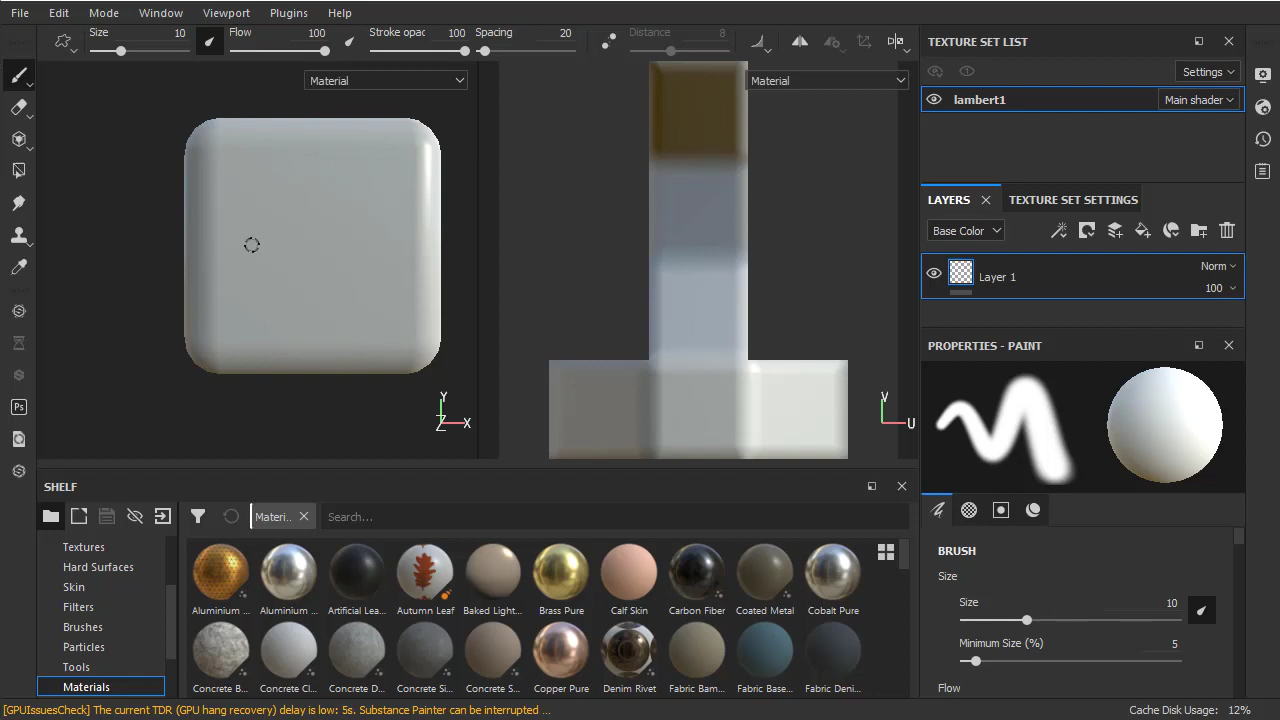 File Edit Mode Window Viewport Plugins Help
Size 10 Flow 100 Stroke opac 100 Spacing 20 Distance 8
Material
Material
Y
X
Z
V
U
TEXTURE SET LIST
Settings
lambert1 Main shader
LAYERS TEXTURE SET SETTINGS
Base Color
Layer 1 Norm
100
PROPERTIES - PAINT
BRUSH
Size
Size 10
Minimum Size (%) 5
Flow
SHELF
Ps
Materi.. Search...
Textures
Hard Surfaces
Skin
Filters
Brushes
Particles
Tools
Materials
Aluminium ... Aluminium ... Artificial Lea... Autumn Leaf Baked Light... Brass Pure Calf Skin Carbon Fiber Coated Metal Cobalt Pure
Concrete B... Concrete Cl... Concrete D... Concrete Si... Concrete S... Copper Pure Denim Rivet Fabric Bam... Fabric Base... Fabric Deni...
[GPUIssuesCheck] The current TDR (GPU hang recovery) delay is low: 5s. Substance Painter can be interrupted ...
Cache Disk Usage: 12%